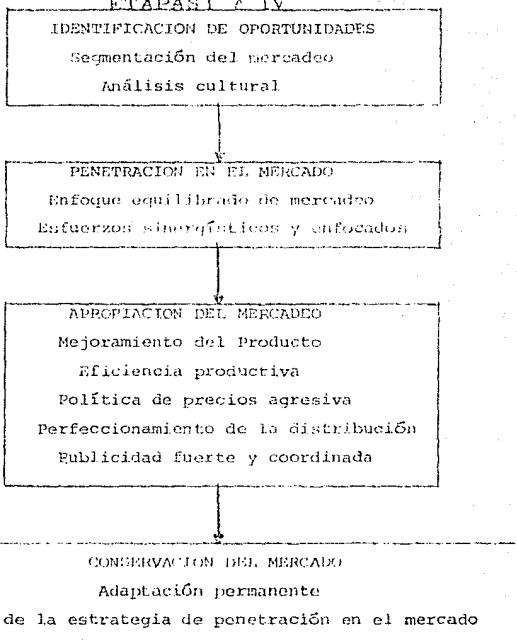 ETAPAS I A IV
IDENTIFICACION DE OPORTUNIDADES
Segmentación del mercadeo
Análisis cultural
PENETRACION EN EL MERCADO
Enfoque equilibrado de mercadeo
Esfuerzos sinergísticos y enfocados
APROPIACION DEL MERCADEO
Mejoramiento del Producto
Eficiencia productiva
Política de precios agresiva
Perfeccionamiento de la distribución
Publicidad fuerte y coordinada
CONSERVACION DEL MERCADO
Adaptación permanente
de la estrategia de penetración en el mercado